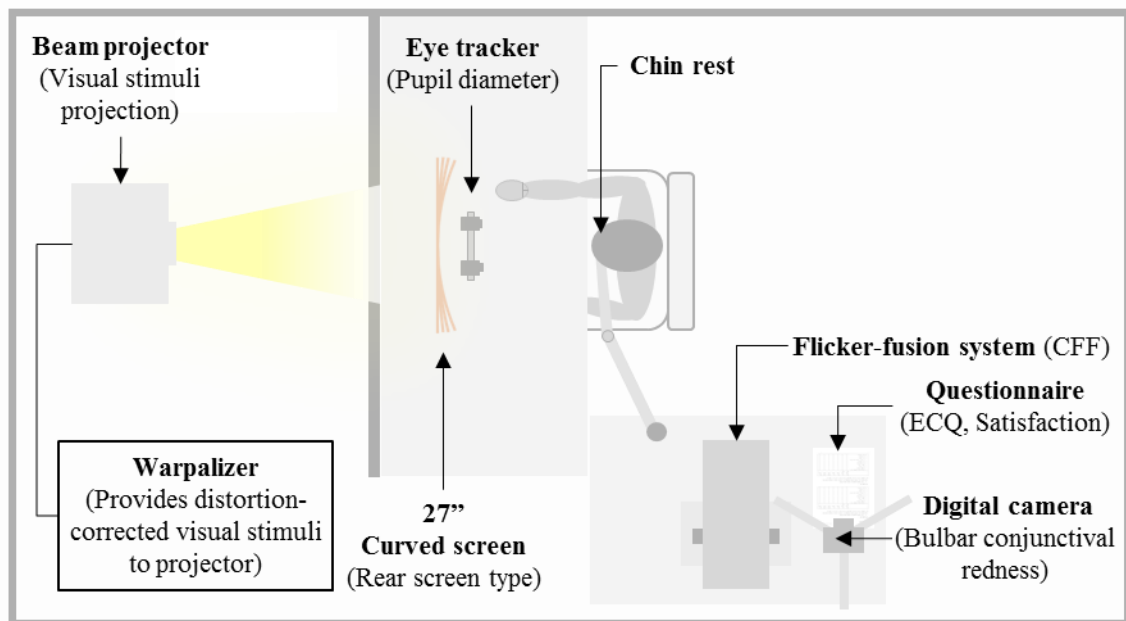 Beam projector
(Visual stimuli
projection)
Eye tracker
(Pupil diameter)
Chin rest
Flicker-fusion system (CFF)
Questionnaire
(ECQ, Satisfaction)
Warpalizer
(Provides distortion-
corrected visual stimuli
to projector)
27”
Curved screen
(Rear screen type)
Digital camera
(Bulbar conjunctival
redness)